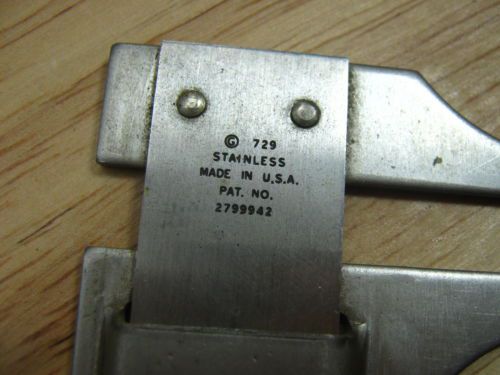 Ⓖ 729
STAINLESS
MADE IN U.S.A.
PAT. NO.
2799942